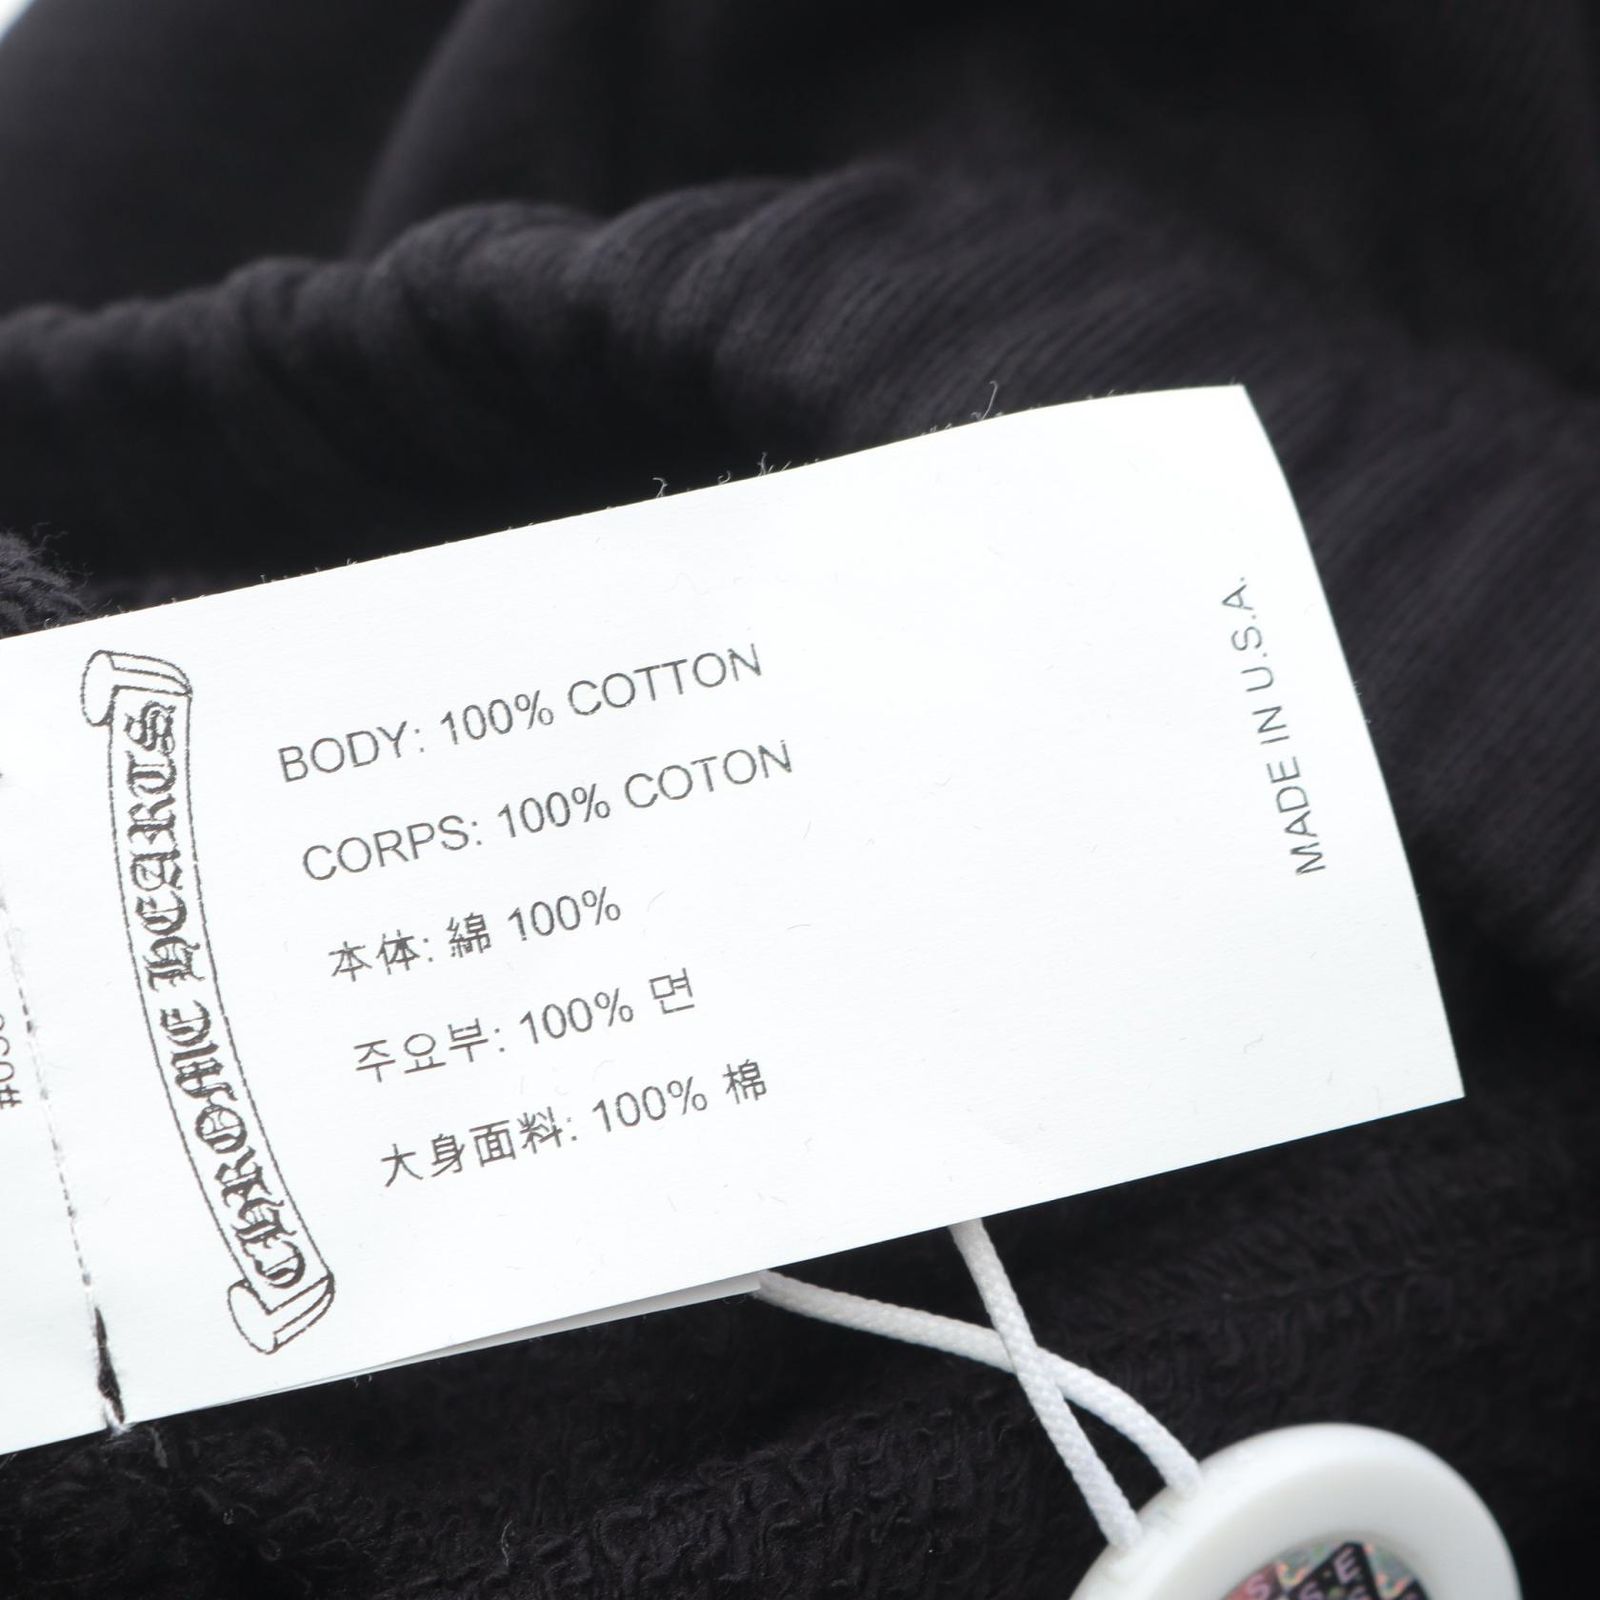 CHROME HEARTS
BODY: 100% COTTON
CORPS: 100% COTON
本体: 綿 100%
주요부: 100% 면
大身面料: 100% 棉
MADE IN U.S.A.